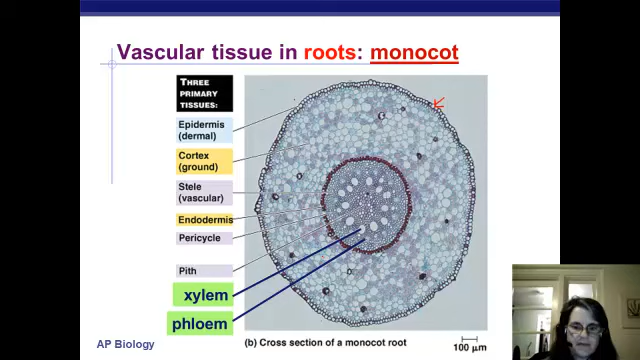 Vascular tissue in roots: monocot
THREE
PRIMARY
TISSUES:
Epidermis
(dermal)
Cortex
(ground)
Stele
(vascular)
Endodermis
Pericycle
Pith
xylem
phloem
(b) Cross section of a monocot root
100 μm
AP Biology